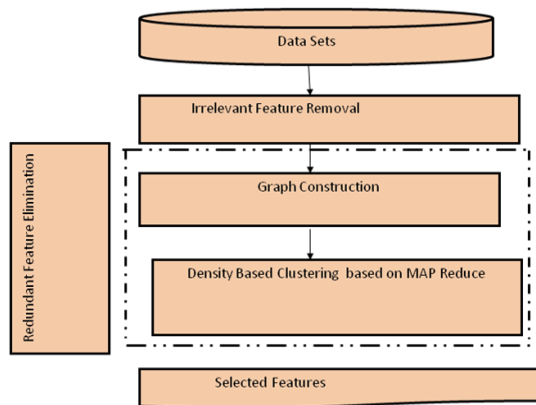 Data Sets
Irrelevant Feature Removal
Redundant Feature Elimination
Graph Construction
Density Based Clustering based on MAP Reduce
Selected Features